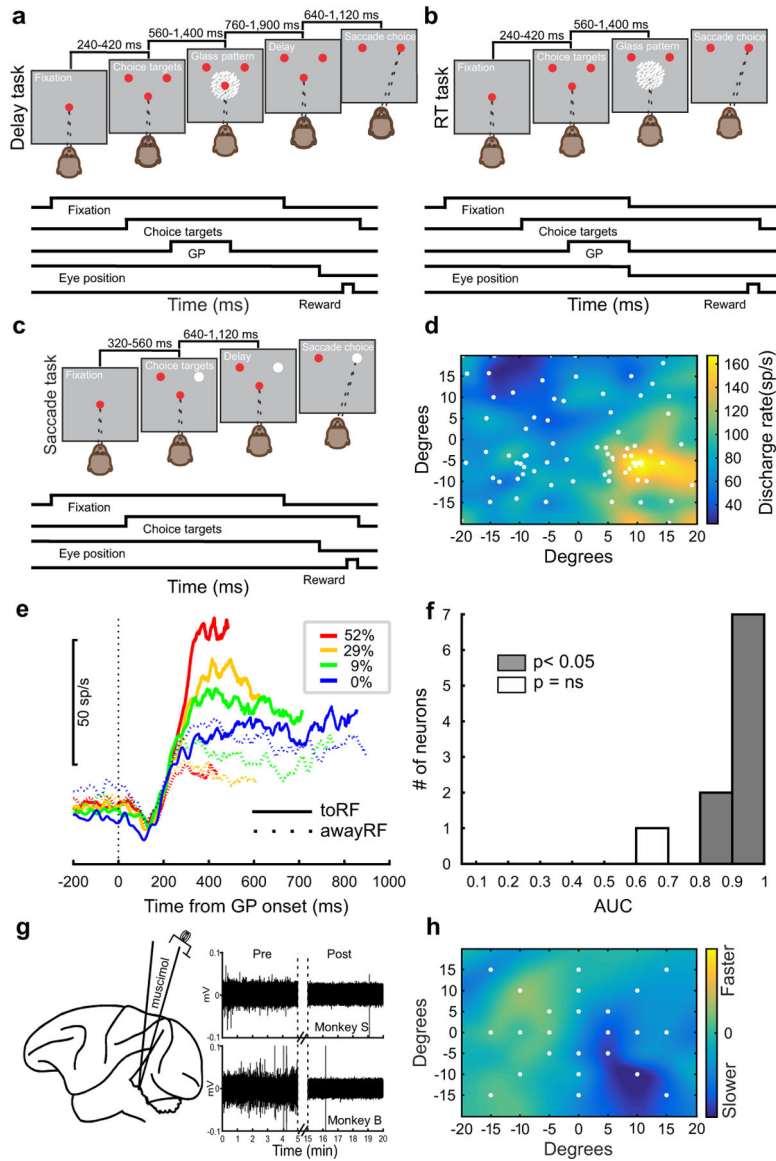 a
Delay task
240-420 ms
560-1,400 ms
760-1,900 ms
640-1,120 ms
Fixation
Choice targets
Glass pattern
Delay
Saccade choice
Fixation
Choice targets
GP
Eye position
Time (ms)
Reward
b
RT task
240-420 ms
560-1,400 ms
Fixation
Choice targets
Glass pattern
Saccade choice
Fixation
Choice targets
GP
Eye position
Time (ms)
Reward
c
Saccade task
320-560 ms
640-1,120 ms
Fixation
Choice targets
Delay
Saccade choice
Fixation
Choice targets
Eye position
Time (ms)
Reward
d
Degrees
20
15
10
5
0
-5
-10
-15
-20
-20 -15 -10 -5 0 5 10 15 20
Degrees
160
140
120
100
80
60
40
Discharge rate(sp/s)
e
50 sp/s
52%
29%
9%
0%
toRF
awayRF
-200 0 200 400 600 800 1000
Time from GP onset (ms)
f
# of neurons
7
6
5
4
3
2
1
0
p< 0.05
p = ns
0.1 0.2 0.3 0.4 0.5 0.6 0.7 0.8 0.9 1
AUC
g
muscimol
Pre
Post
0.1
mV
0
-0.1
Monkey S
0.1
mV
0
-0.1
Monkey B
0 1 2 3 4 5 15 16 17 18 19 20
Time (min)
h
Degrees
20
15
10
5
0
-5
-10
-15
-20
-20 -15 -10 -5 0 5 10 15 20
Degrees
Slower 0 Faster